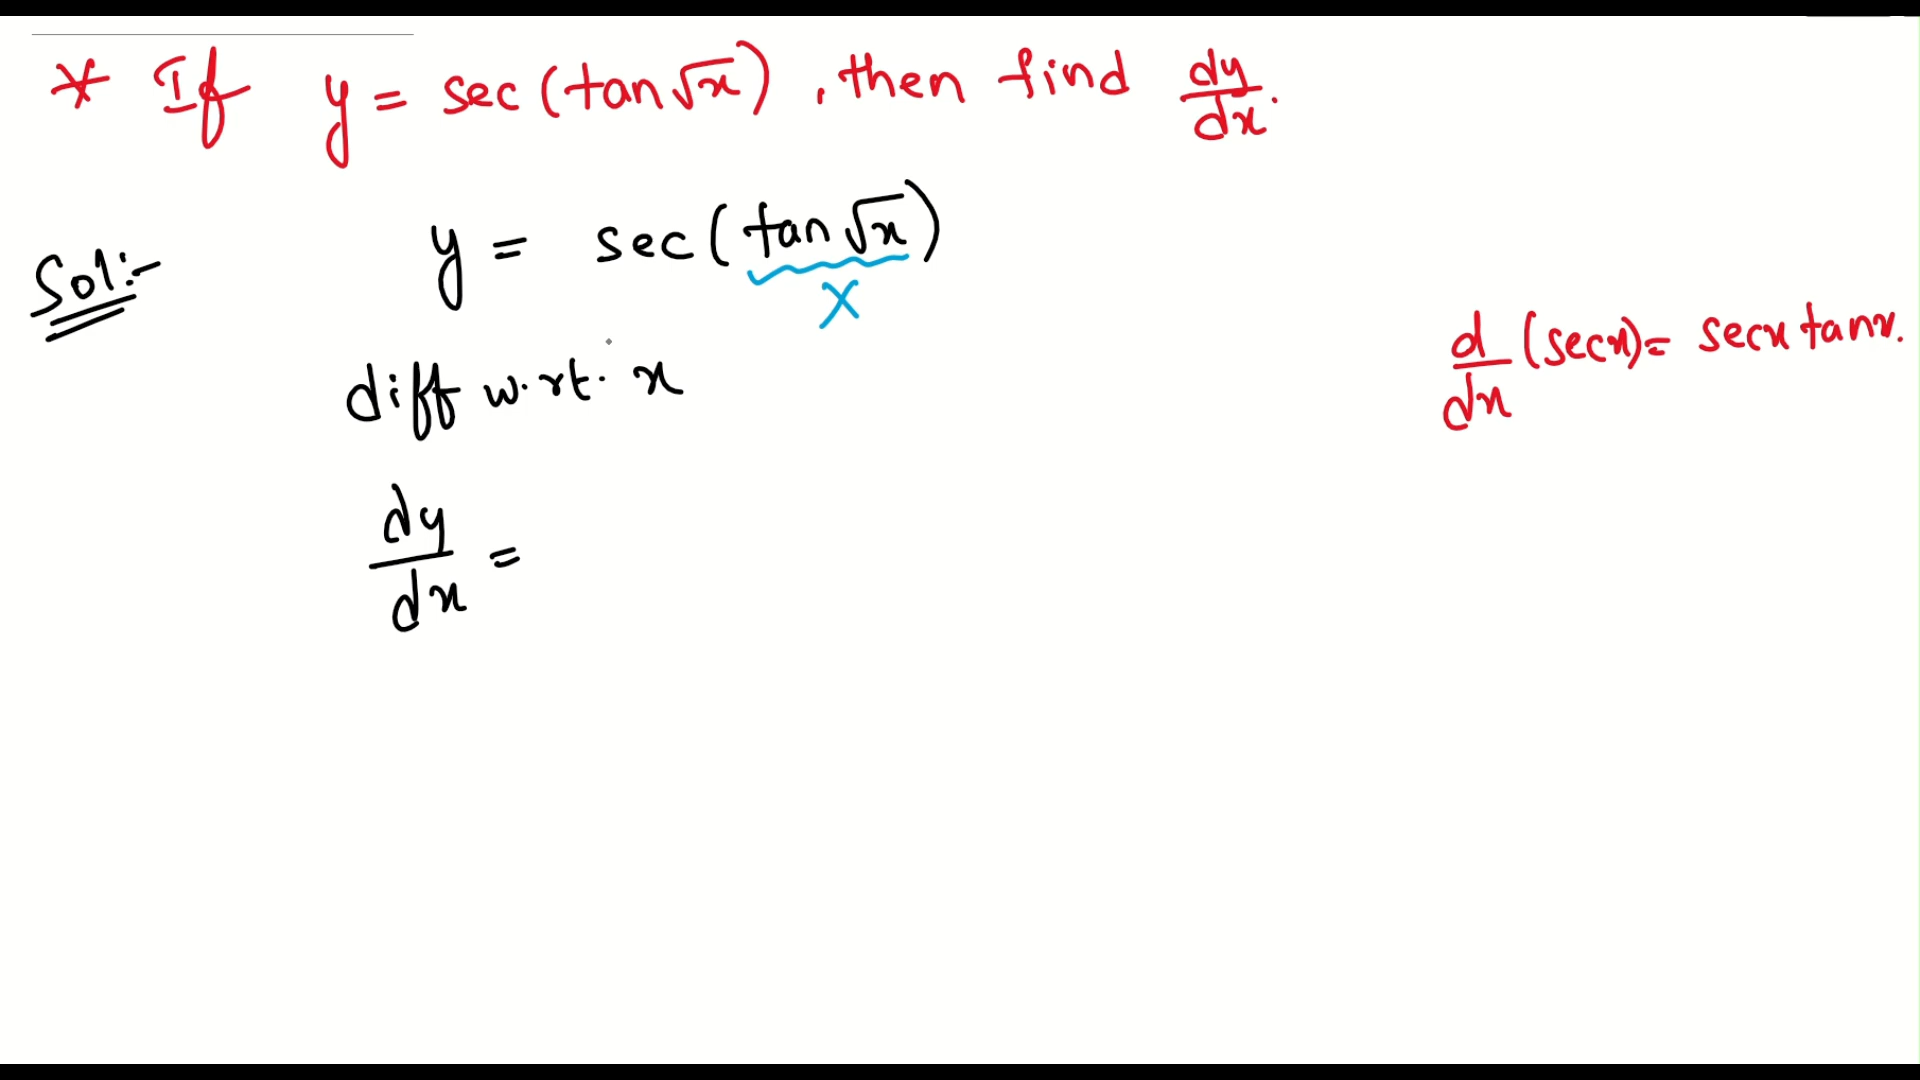 * If y = sec(tan√x), then find dy/dx.
Sol:- y = sec(tan√x)
x
diff w.r.t. x
d/dx (secx) = secx tanx.
dy/dx =